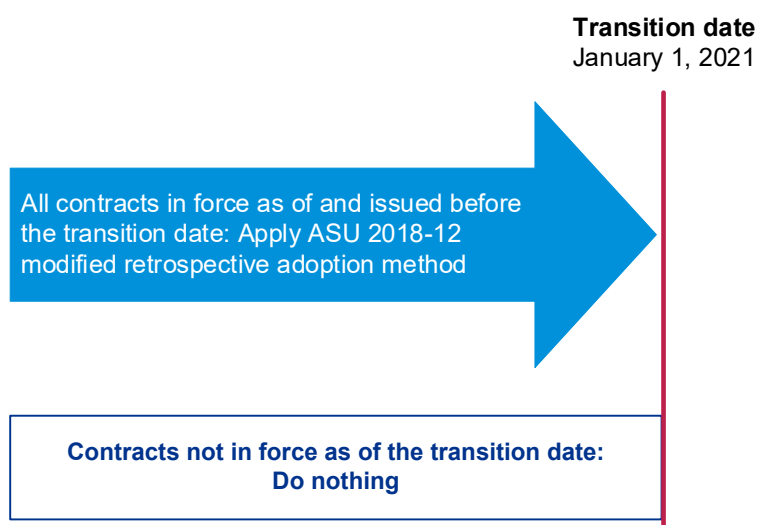 Transition date
January 1, 2021
All contracts in force as of and issued before
the transition date: Apply ASU 2018-12
modified retrospective adoption method
Contracts not in force as of the transition date:
Do nothing